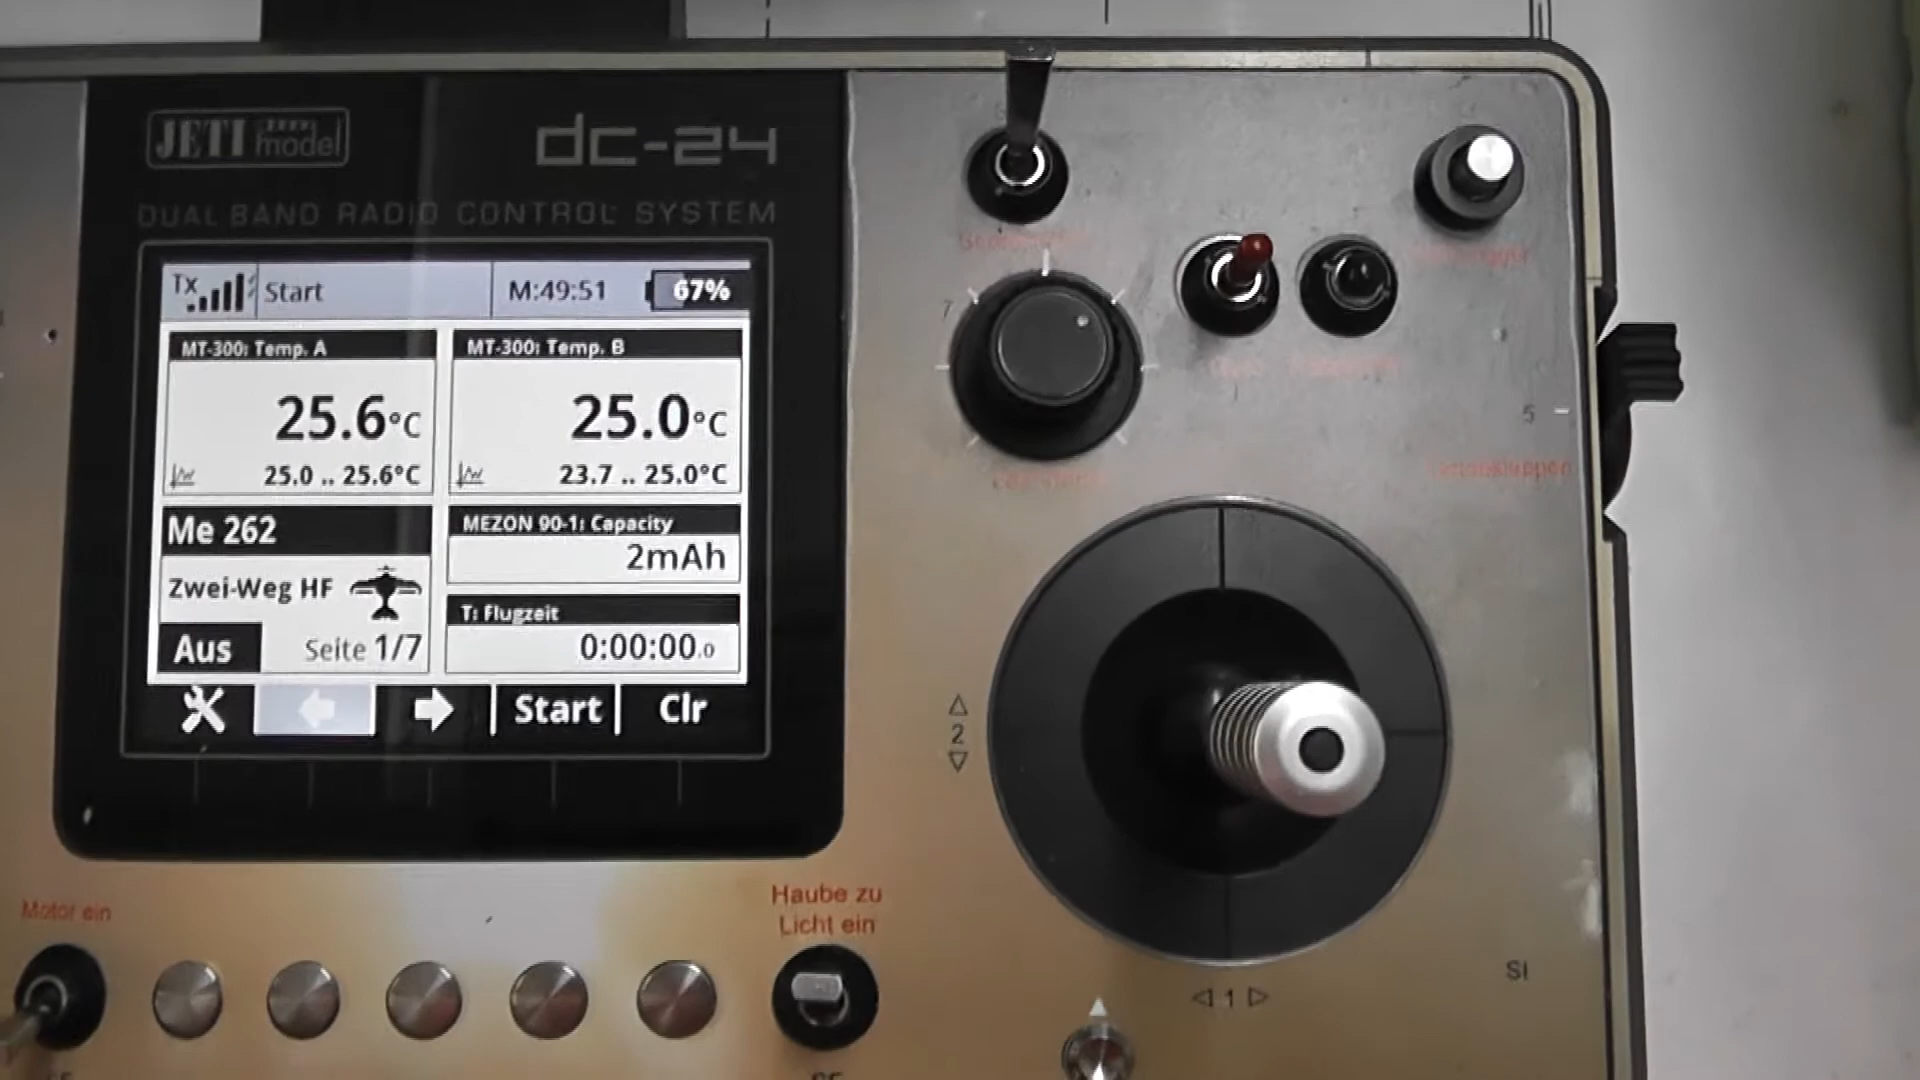 JETI model
dc-24
DUAL BAND RADIO CONTROL SYSTEM
Tx Start M:49:51 67%
MT-300: Temp. A
25.6°C
25.0 .. 25.6°C
MT-300: Temp. B
25.0°C
23.7 .. 25.0°C
Me 262
Zwei-Weg HF
Aus Seite 1/7
MEZON 90-1: Capacity
2mAh
T: Flugzeit
0:00:00.0
Start Clr
7
5
2
1
Motor ein
Haube zu
Licht ein